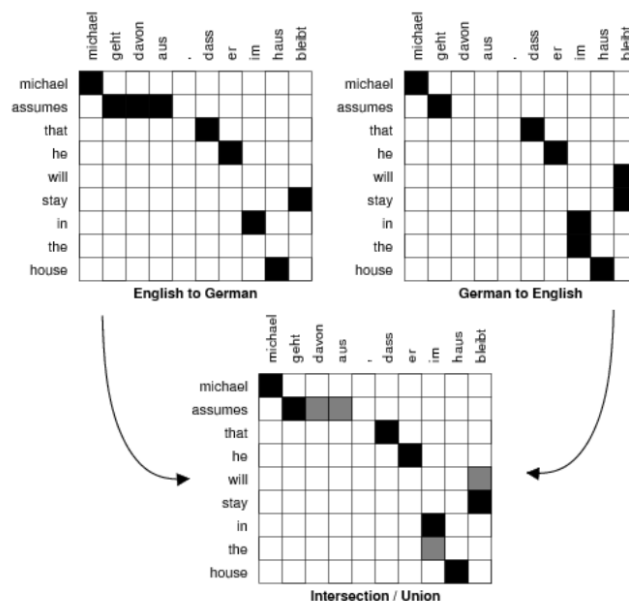 michael geht davon aus , dass er im haus bleibt
michael
assumes
that
he
will
stay
in
the
house
English to German
michael geht davon aus , dass er im haus bleibt
michael
assumes
that
he
will
stay
in
the
house
German to English
michael geht davon aus , dass er im haus bleibt
michael
assumes
that
he
will
stay
in
the
house
Intersection / Union